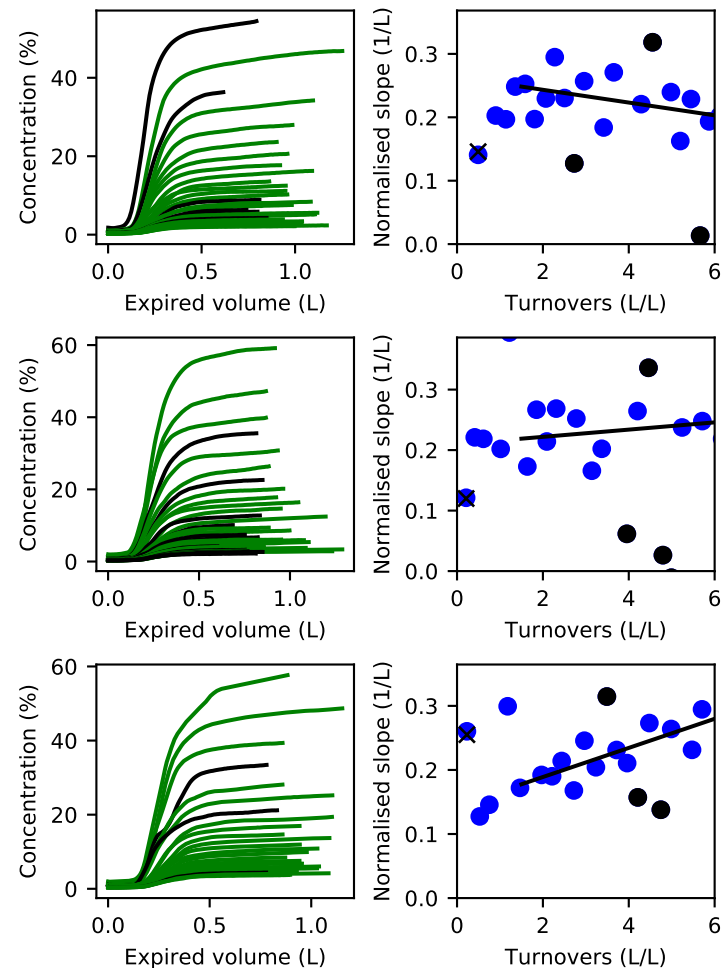 Concentration (%)
40
20
0
0.0 0.5 1.0
Expired volume (L)
Normalised slope (1/L)
0.3
0.2
0.1
0.0
0 2 4 6
Turnovers (L/L)
Concentration (%)
60
40
20
0
0.0 0.5 1.0
Expired volume (L)
Normalised slope (1/L)
0.3
0.2
0.1
0.0
0 2 4 6
Turnovers (L/L)
Concentration (%)
60
40
20
0
0.0 0.5 1.0
Expired volume (L)
Normalised slope (1/L)
0.3
0.2
0.1
0.0
0 2 4 6
Turnovers (L/L)